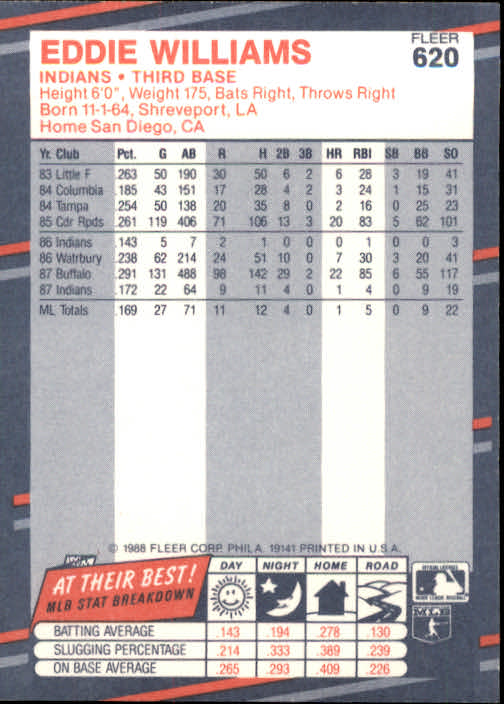 EDDIE WILLIAMS
FLEER
620
INDIANS • THIRD BASE
Height 6'0", Weight 175, Bats Right, Throws Right
Born 11-1-64, Shreveport, LA
Home San Diego, CA
Yr. Club Pct. G AB R H 2B 3B HR RBI SB BB SO
83 Little F .263 50 190 30 50 6 2 6 28 3 19 41
84 Columbia .185 43 151 17 28 4 2 3 24 1 15 31
84 Tampa .254 50 138 20 35 8 0 2 16 0 25 23
85 Cdr Rpds .261 119 406 71 106 13 3 20 83 5 62 101
86 Indians .143 5 7 2 1 0 0 0 1 0 0 3
86 Watrbury .238 62 214 24 51 10 0 7 30 3 20 41
87 Buffalo .291 131 488 98 142 29 2 22 85 6 55 117
87 Indians .172 22 64 9 11 4 0 1 4 0 9 19
ML Totals .169 27 71 11 12 4 0 1 5 0 9 22
© 1988 FLEER CORP. PHILA. 19141 PRINTED IN U.S.A.
AT THEIR BEST!
MLB STAT BREAKDOWN
DAY NIGHT HOME ROAD
BATTING AVERAGE .143 .194 .278 .130
SLUGGING PERCENTAGE .214 .333 .389 .239
ON BASE AVERAGE .265 .293 .409 .226